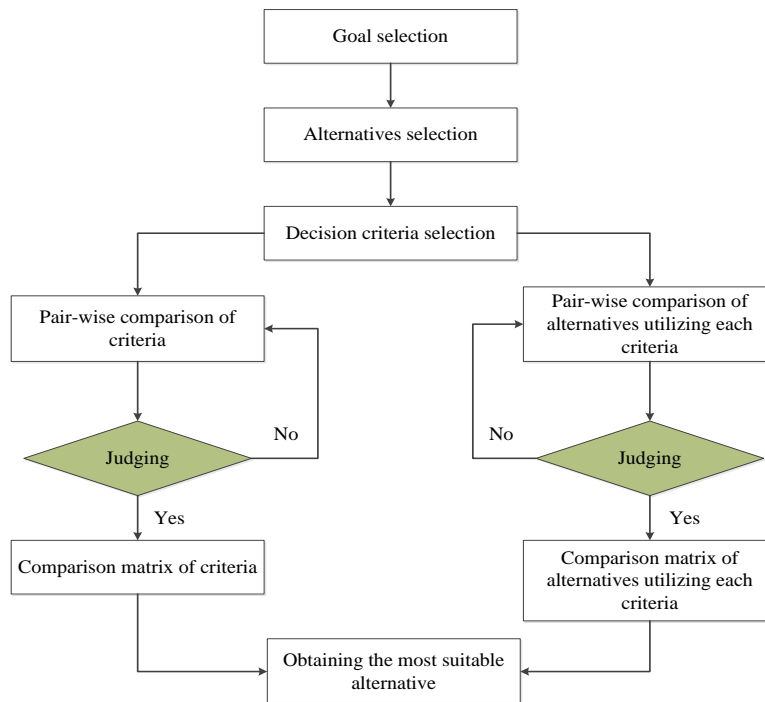 Goal selection
Alternatives selection
Decision criteria selection
Pair-wise comparison of
criteria
Pair-wise comparison of
alternatives utilizing each
criteria
No
No
Judging
Judging
Yes
Yes
Comparison matrix of criteria
Comparison matrix of
alternatives utilizing each
criteria
Obtaining the most suitable
alternative